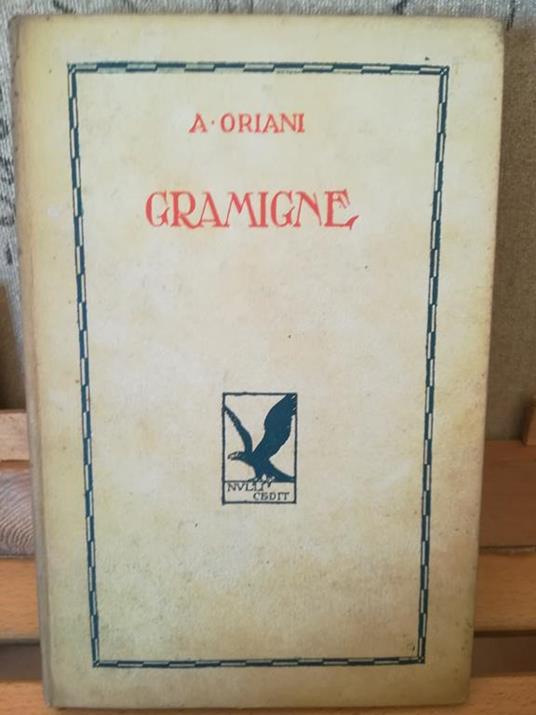 A · ORIANI
GRAMIGNE
NVLLI
CEDIT